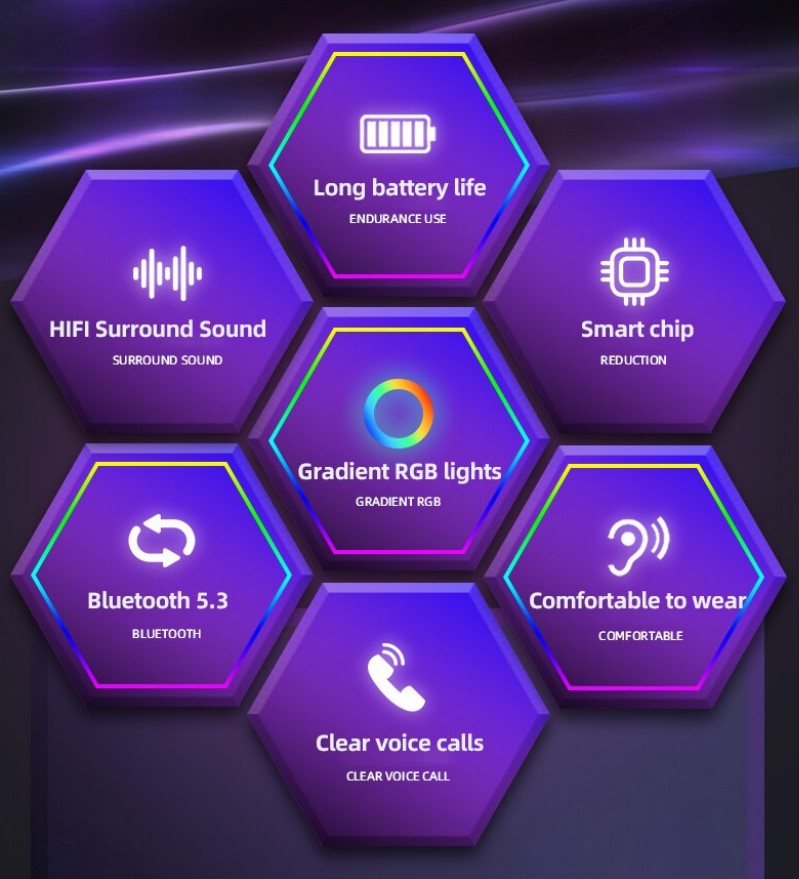 Long battery life
ENDURANCE USE
HIFI Surround Sound
SURROUND SOUND
Smart chip
REDUCTION
Gradient RGB lights
GRADIENT RGB
Bluetooth 5.3
BLUETOOTH
Comfortable to wear
COMFORTABLE
Clear voice calls
CLEAR VOICE CALL